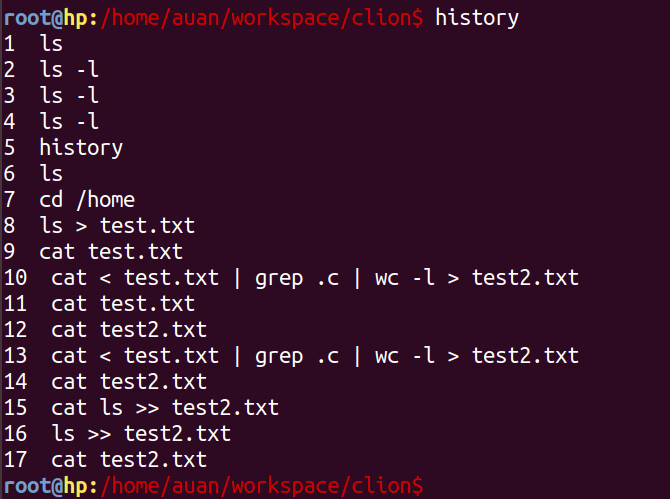 root@hp:/home/auan/workspace/clion$ history
1  ls
2  ls -l
3  ls -l
4  ls -l
5  history
6  ls
7  cd /home
8  ls > test.txt
9  cat test.txt
10  cat < test.txt | grep .c | wc -l > test2.txt
11  cat test.txt
12  cat test2.txt
13  cat < test.txt | grep .c | wc -l > test2.txt
14  cat test2.txt
15  cat ls >> test2.txt
16  ls >> test2.txt
17  cat test2.txt
root@hp:/home/auan/workspace/clion$